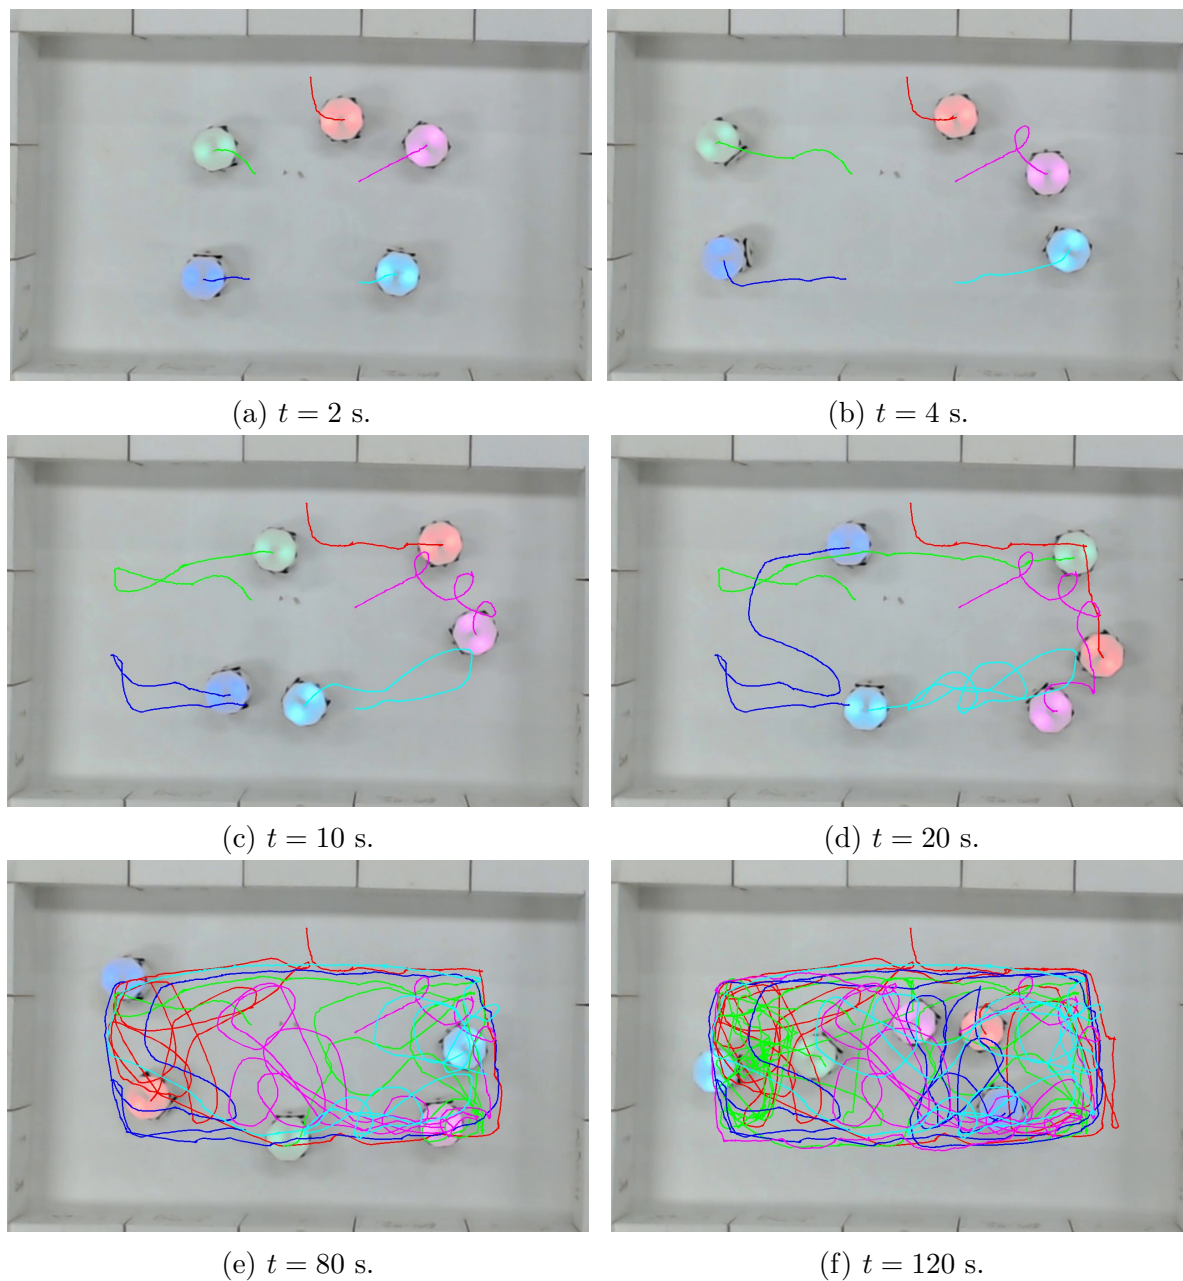 (a) t = 2 s.
(b) t = 4 s.
(c) t = 10 s.
(d) t = 20 s.
(e) t = 80 s.
(f) t = 120 s.